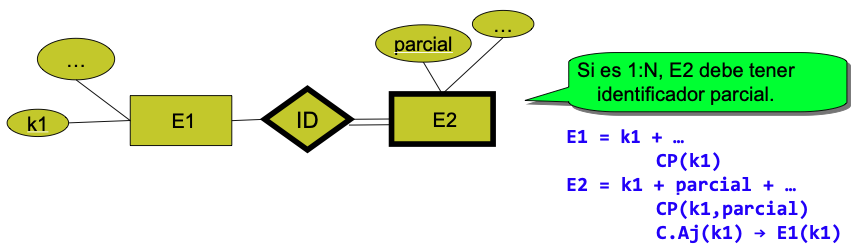 ...
...
parcial
k1
E1
ID
E2
Si es 1:N, E2 debe tener
identificador parcial.
E1 = k1 + …
CP(k1)
E2 = k1 + parcial + …
CP(k1,parcial)
C.Aj(k1) → E1(k1)